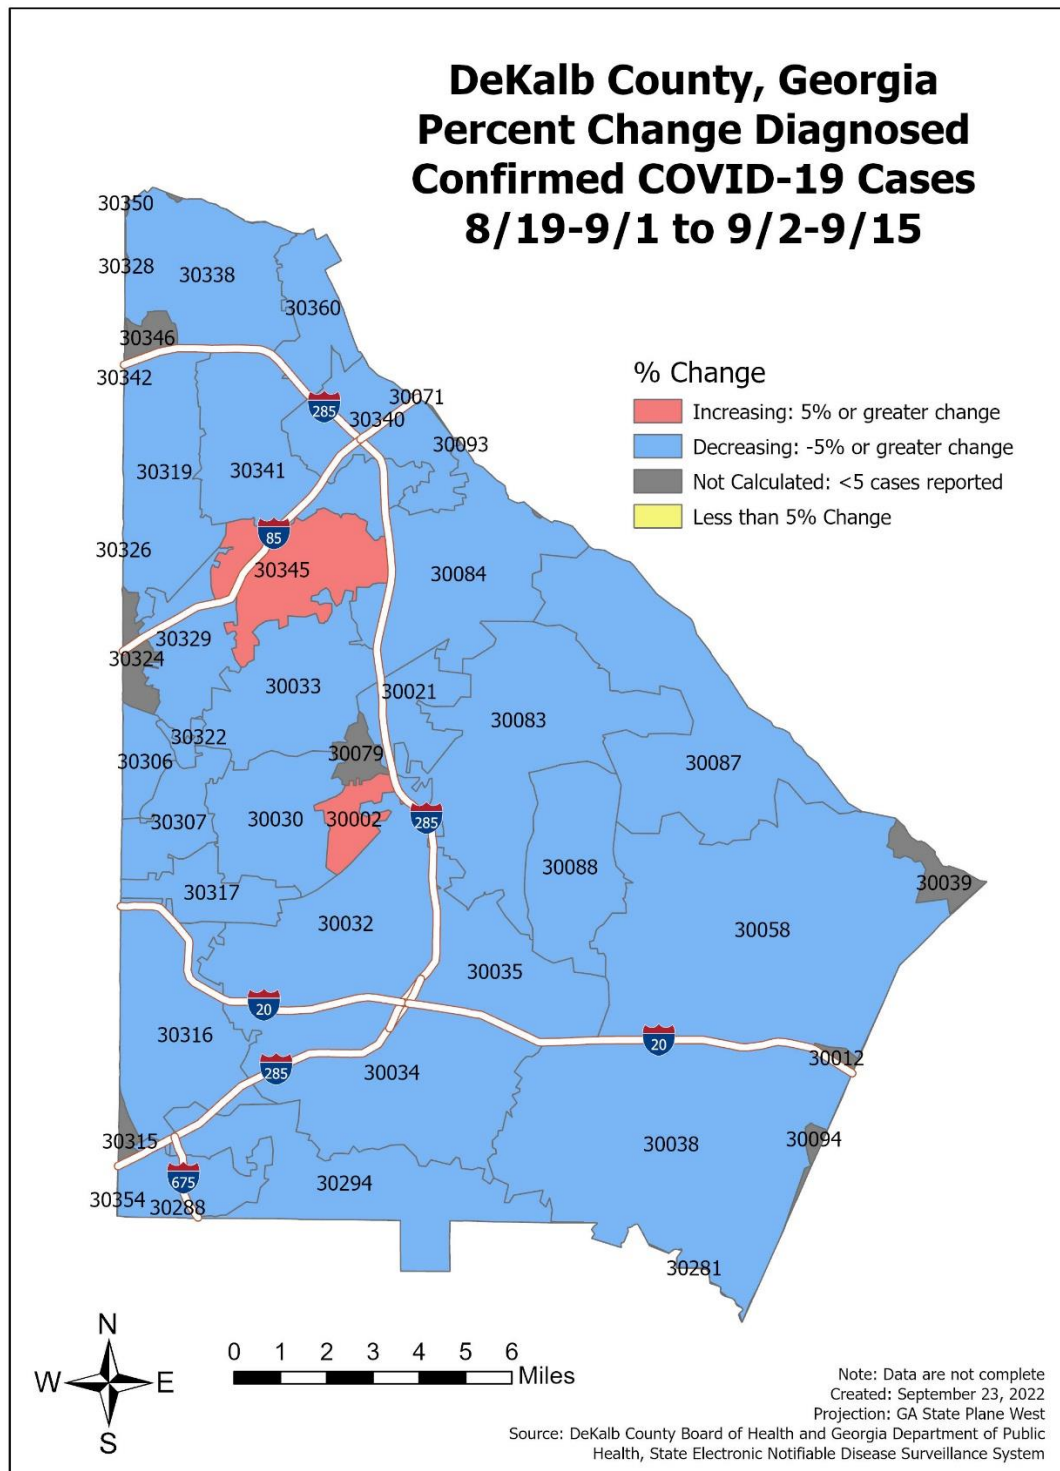 DeKalb County, Georgia
Percent Change Diagnosed
Confirmed COVID-19 Cases
8/19-9/1 to 9/2-9/15
30350
30328
30338
30360
30346
30342
% Change
Increasing: 5% or greater change
Decreasing: -5% or greater change
Not Calculated: <5 cases reported
Less than 5% Change
30071
285
30340
30093
30319
30341
85
30326
30345
30084
30329
30324
30033
30021
30083
30322
30079
30306
30087
30307
30030
30002
285
30088
30317
30039
30032
30058
30035
20
30316
20
30012
285
30034
30315
30038
30094
675
30354
30288
30294
30281
N
W E
S
0 1 2 3 4 5 6
Miles
Note: Data are not complete
Created: September 23, 2022
Projection: GA State Plane West
Source: DeKalb County Board of Health and Georgia Department of Public
Health, State Electronic Notifiable Disease Surveillance System